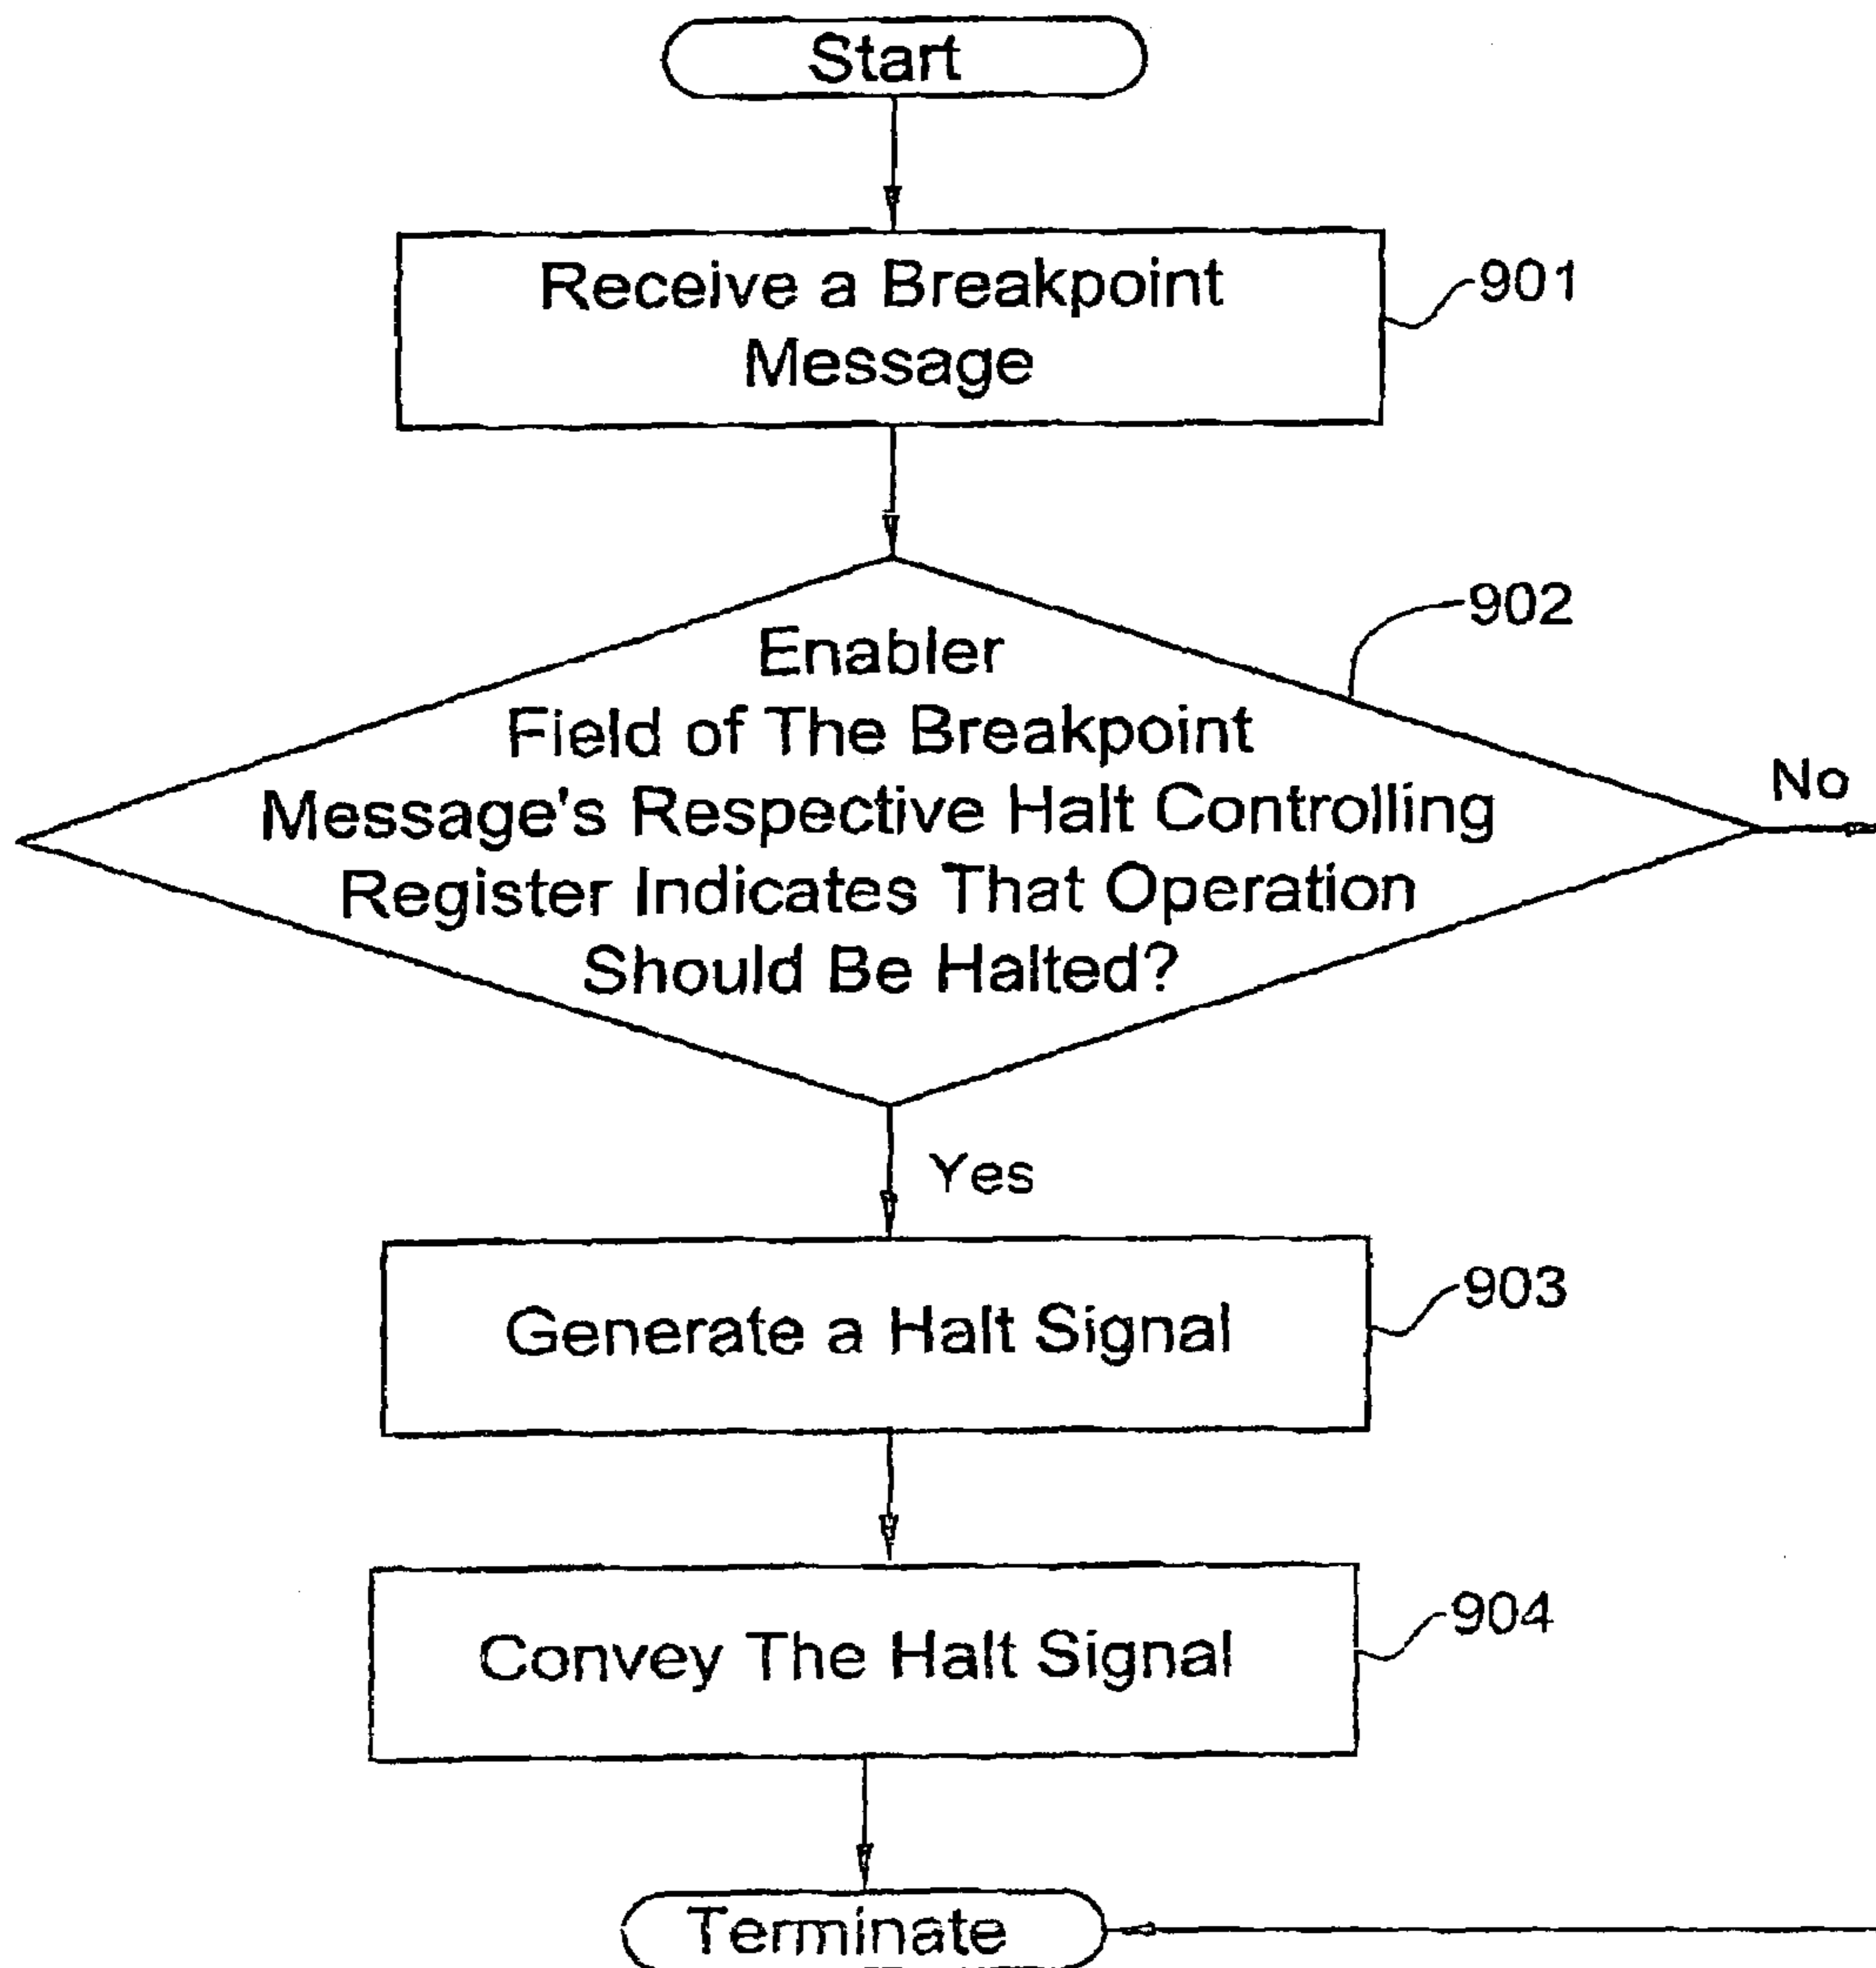 Start
Receive a Breakpoint
Message
901
902
Enabler
Field of The Breakpoint
Message's Respective Halt Controlling
Register Indicates That Operation
Should Be Halted?
No
Yes
Generate a Halt Signal
903
Convey The Halt Signal
904
Terminate